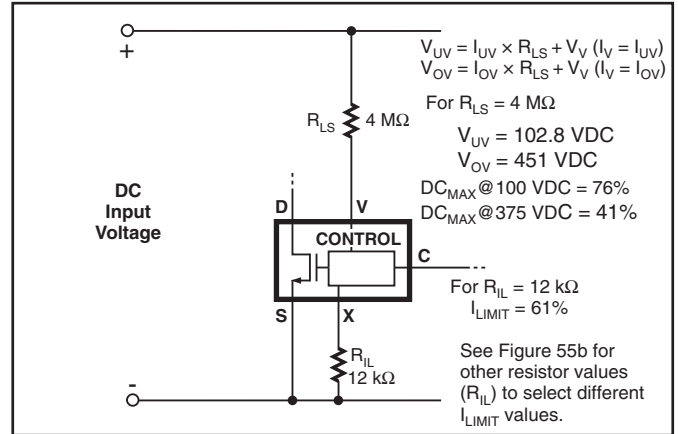 +
V_UV = I_UV × R_LS + V_V (I_V = I_UV)
V_OV = I_OV × R_LS + V_V (I_V = I_OV)
For R_LS = 4 MΩ
R_LS 4 MΩ
V_UV = 102.8 VDC
V_OV = 451 VDC
DC_MAX@100 VDC = 76%
DC_MAX@375 VDC = 41%
DC
Input
Voltage
D V
CONTROL
C
S X
For R_IL = 12 kΩ
I_LIMIT = 61%
R_IL
12 kΩ
See Figure 55b for
other resistor values
(R_IL) to select different
I_LIMIT values.
-